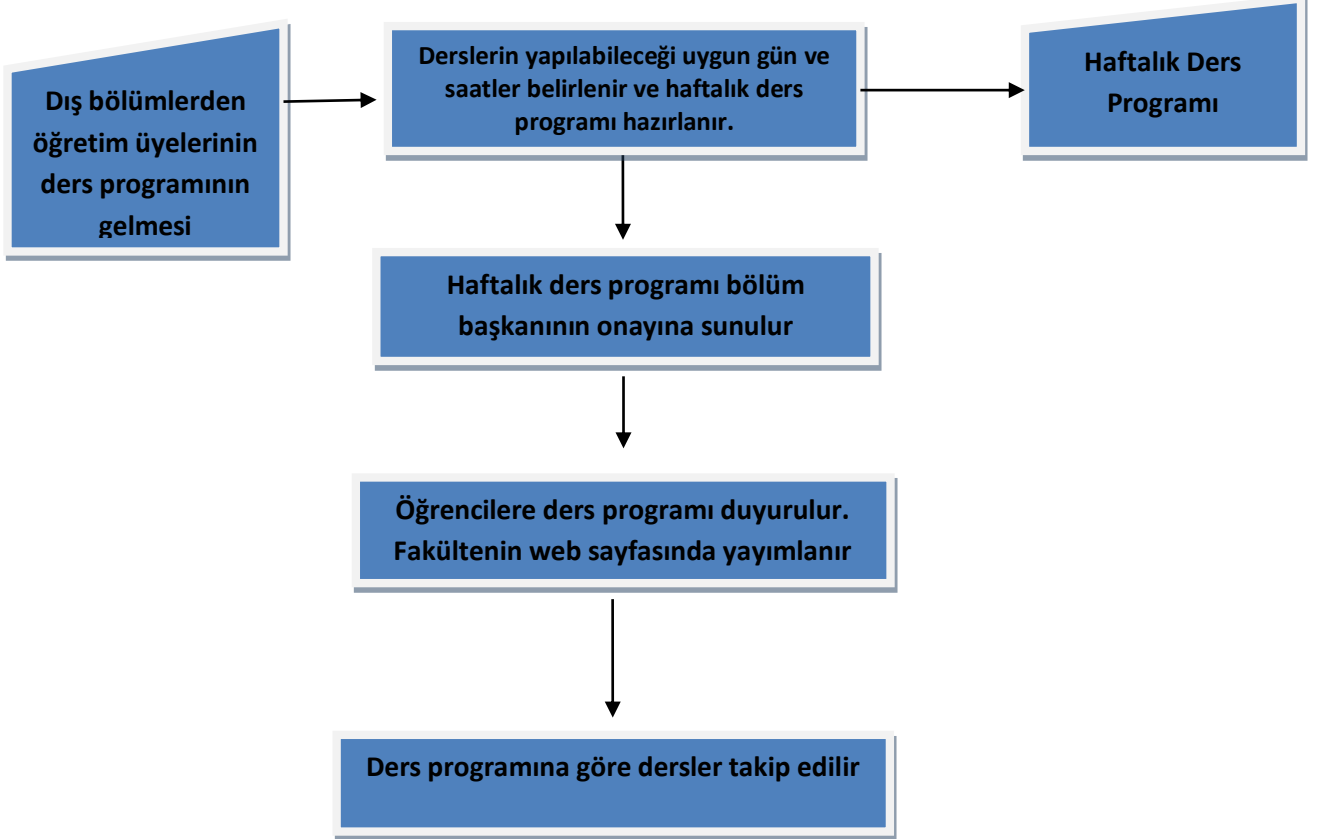 Dış bölümlerden
öğretim üyelerinin
ders programının
gelmesi
Derslerin yapılabileceği uygun gün ve
saatler belirlenir ve haftalık ders
programı hazırlanır.
Haftalık Ders
Programı
Haftalık ders programı bölüm
başkanının onayına sunulur
Öğrencilere ders programı duyurulur.
Fakültenin web sayfasında yayımlanır
Ders programına göre dersler takip edilir